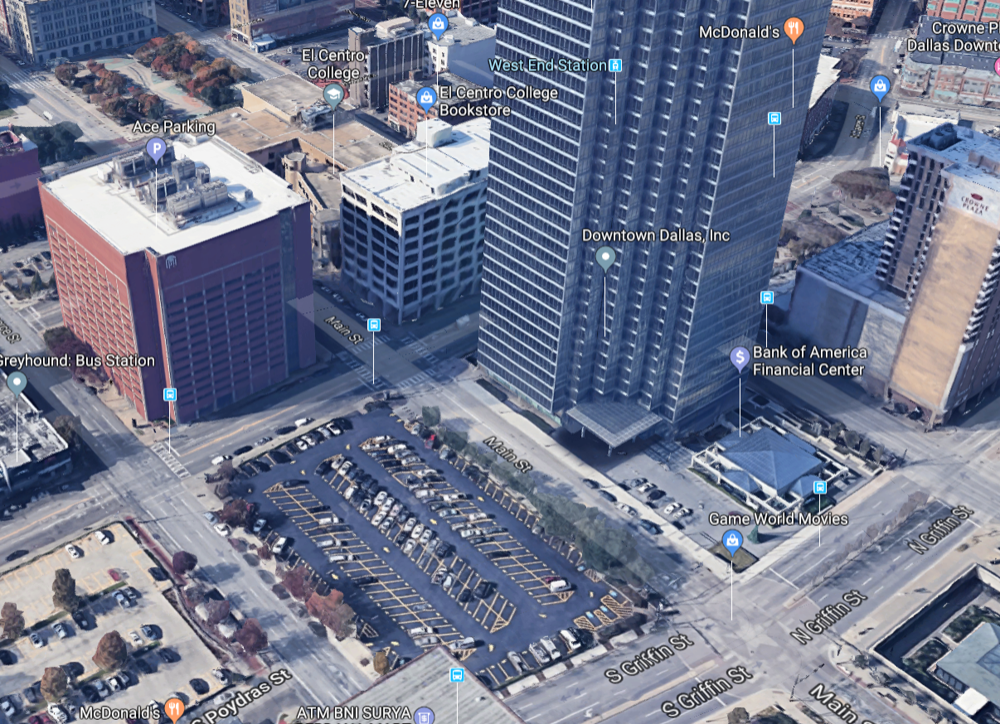 7-Eleven
McDonald's
Crowne Pl
Dallas Downto
El Centro
College
West End Station
El Centro College
Bookstore
Ace Parking
P
CROWNE
PLAZA
Downtown Dallas, Inc
Main St
Greyhound: Bus Station
$
Bank of America
Financial Center
Main St
Game World Movies
N Griffin St
N Griffin St
S Griffin St
S Griffin St
Main S
S Poydras St
McDonald's
ATM BNI SURYA